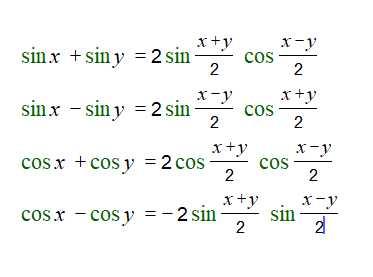 sin x + sin y = 2 sin (x+y)/2 cos (x−y)/2
sin x − sin y = 2 sin (x−y)/2 cos (x+y)/2
cos x + cos y = 2 cos (x+y)/2 cos (x−y)/2
cos x − cos y = − 2 sin (x+y)/2 sin (x−y)/2